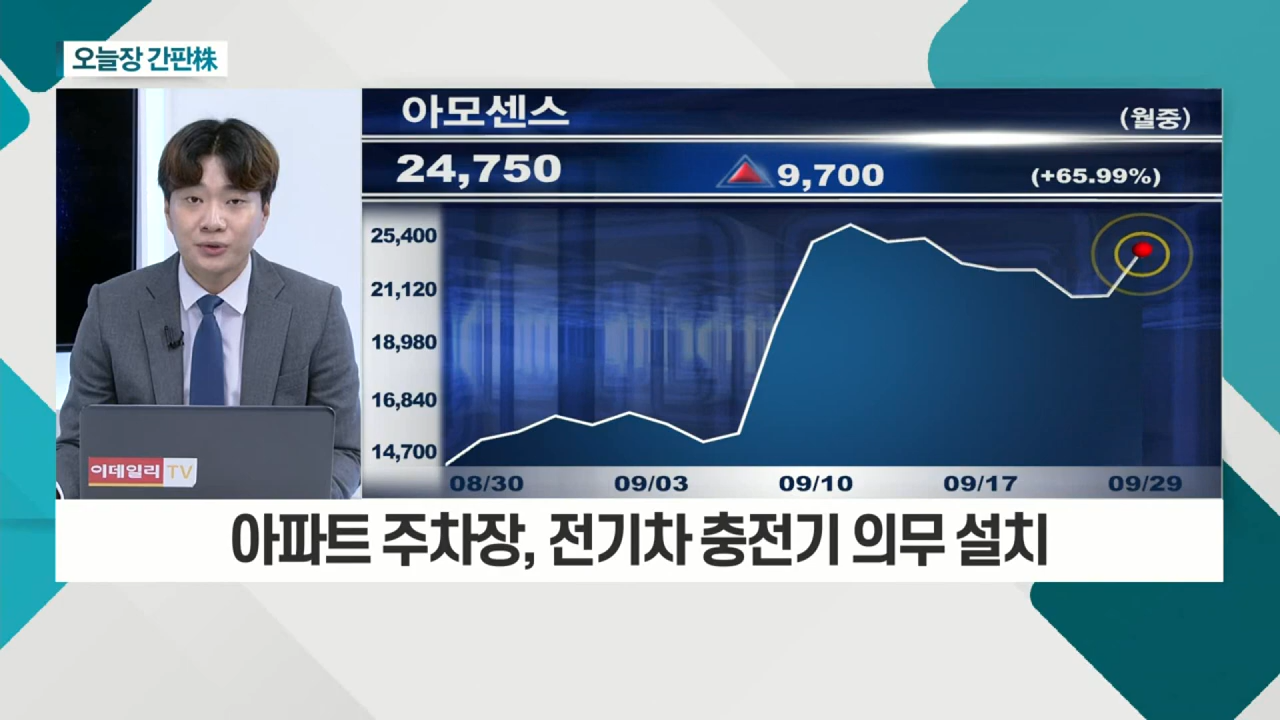 오늘장 간판株
아모센스
(월중)
24,750
▲ 9,700
(+65.99%)
25,400
21,120
18,980
16,840
14,700
08/30 09/03 09/10 09/17 09/29
이데일리TV
아파트 주차장, 전기차 충전기 의무 설치